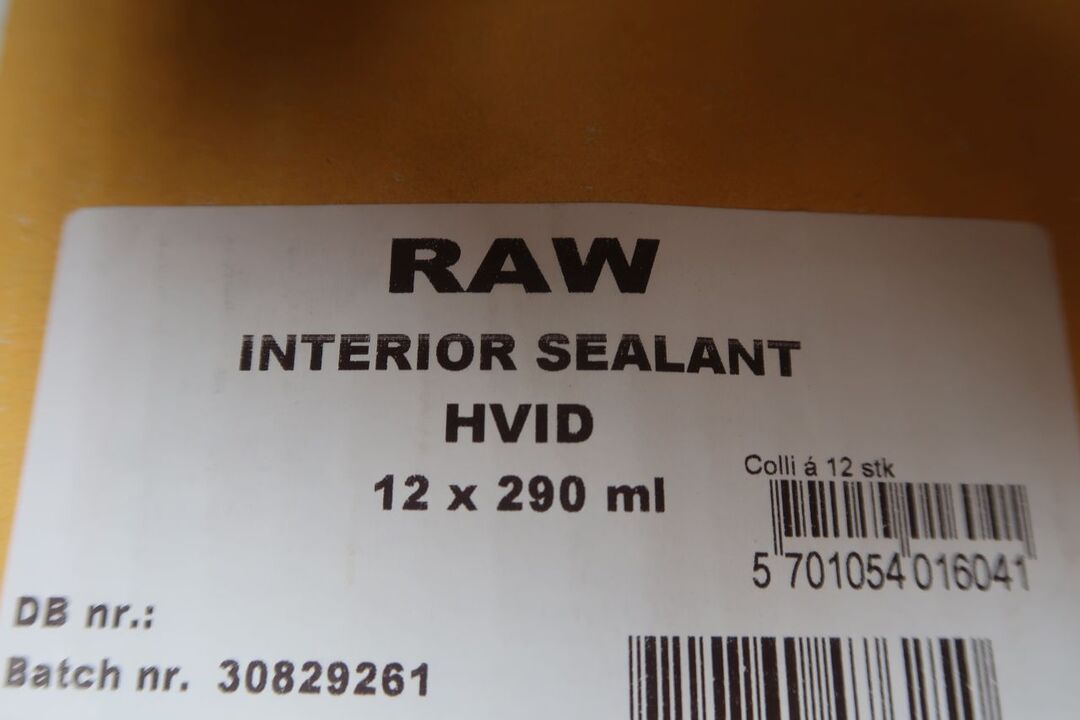 RAW
INTERIOR SEALANT
HVID
12 x 290 ml
Colli á 12 stk
5 701054 016041
DB nr.:
Batch nr. 30829261